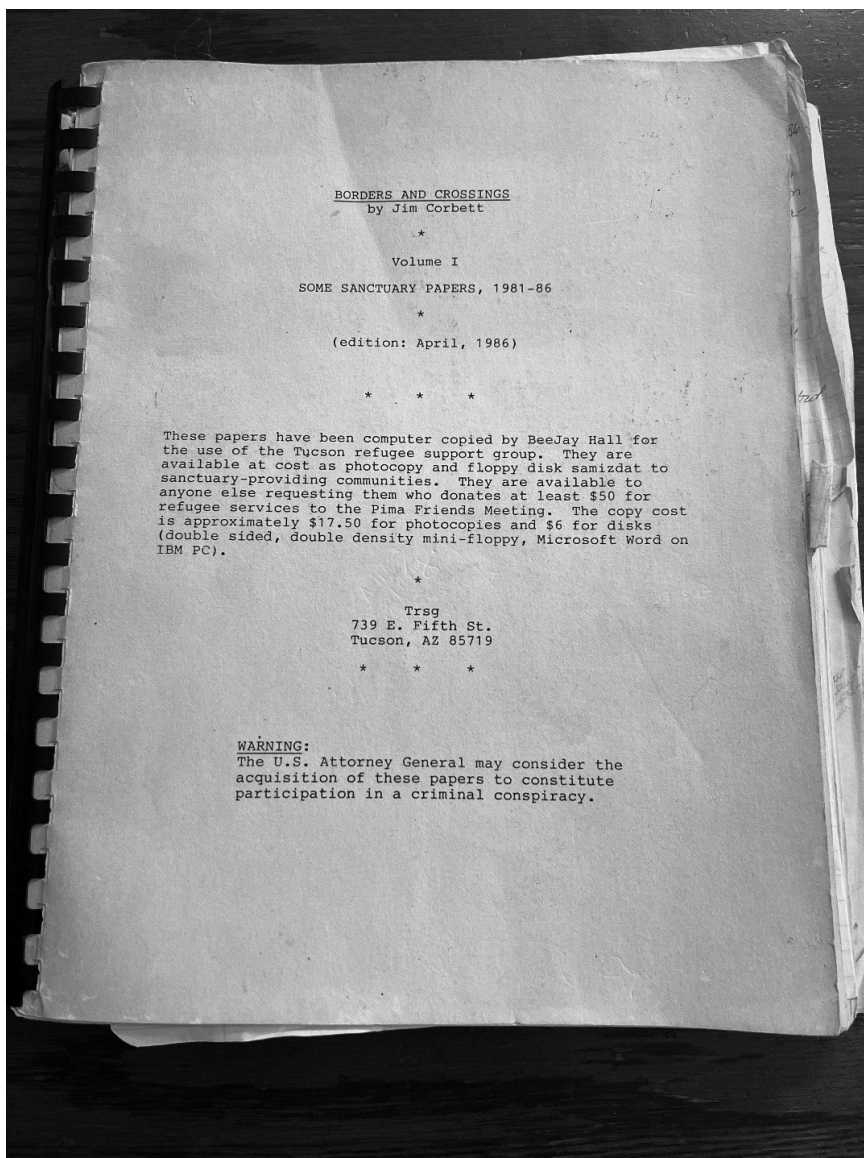 BORDERS AND CROSSINGS
by Jim Corbett
*
Volume I
SOME SANCTUARY PAPERS, 1981-86
*
(edition: April, 1986)
* * *
These papers have been computer copied by BeeJay Hall for
the use of the Tucson refugee support group. They are
available at cost as photocopy and floppy disk samizdat to
sanctuary-providing communities. They are available to
anyone else requesting them who donates at least $50 for
refugee services to the Pima Friends Meeting. The copy cost
is approximately $17.50 for photocopies and $6 for disks
(double sided, double density mini-floppy, Microsoft Word on
IBM PC).
*
Trsg
739 E. Fifth St.
Tucson, AZ 85719
* * *
WARNING:
The U.S. Attorney General may consider the
acquisition of these papers to constitute
participation in a criminal conspiracy.